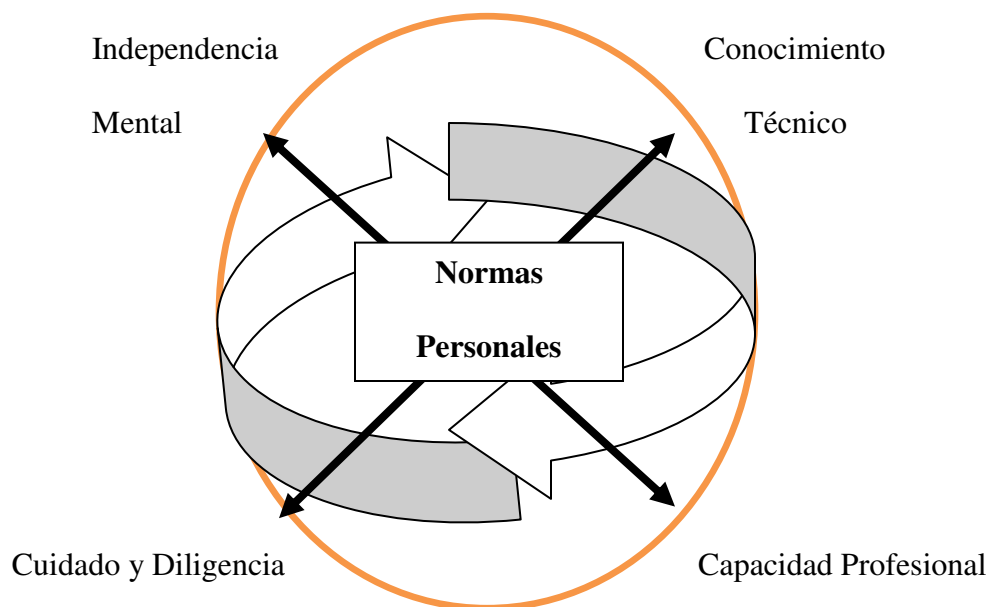 Independencia
Mental
Conocimiento
Técnico
Normas
Personales
Cuidado y Diligencia
Capacidad Profesional